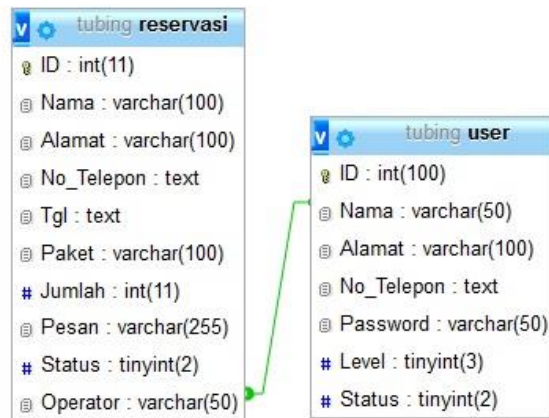 tubing reservasi
ID : int(11)
Nama : varchar(100)
Alamat : varchar(100)
No_Telepon : text
Tgl : text
Paket : varchar(100)
# Jumlah : int(11)
Pesan : varchar(255)
# Status : tinyint(2)
Operator : varchar(50)
tubing user
ID : int(100)
Nama : varchar(50)
Alamat : varchar(100)
No_Telepon : text
Password : varchar(50)
# Level : tinyint(3)
# Status : tinyint(2)